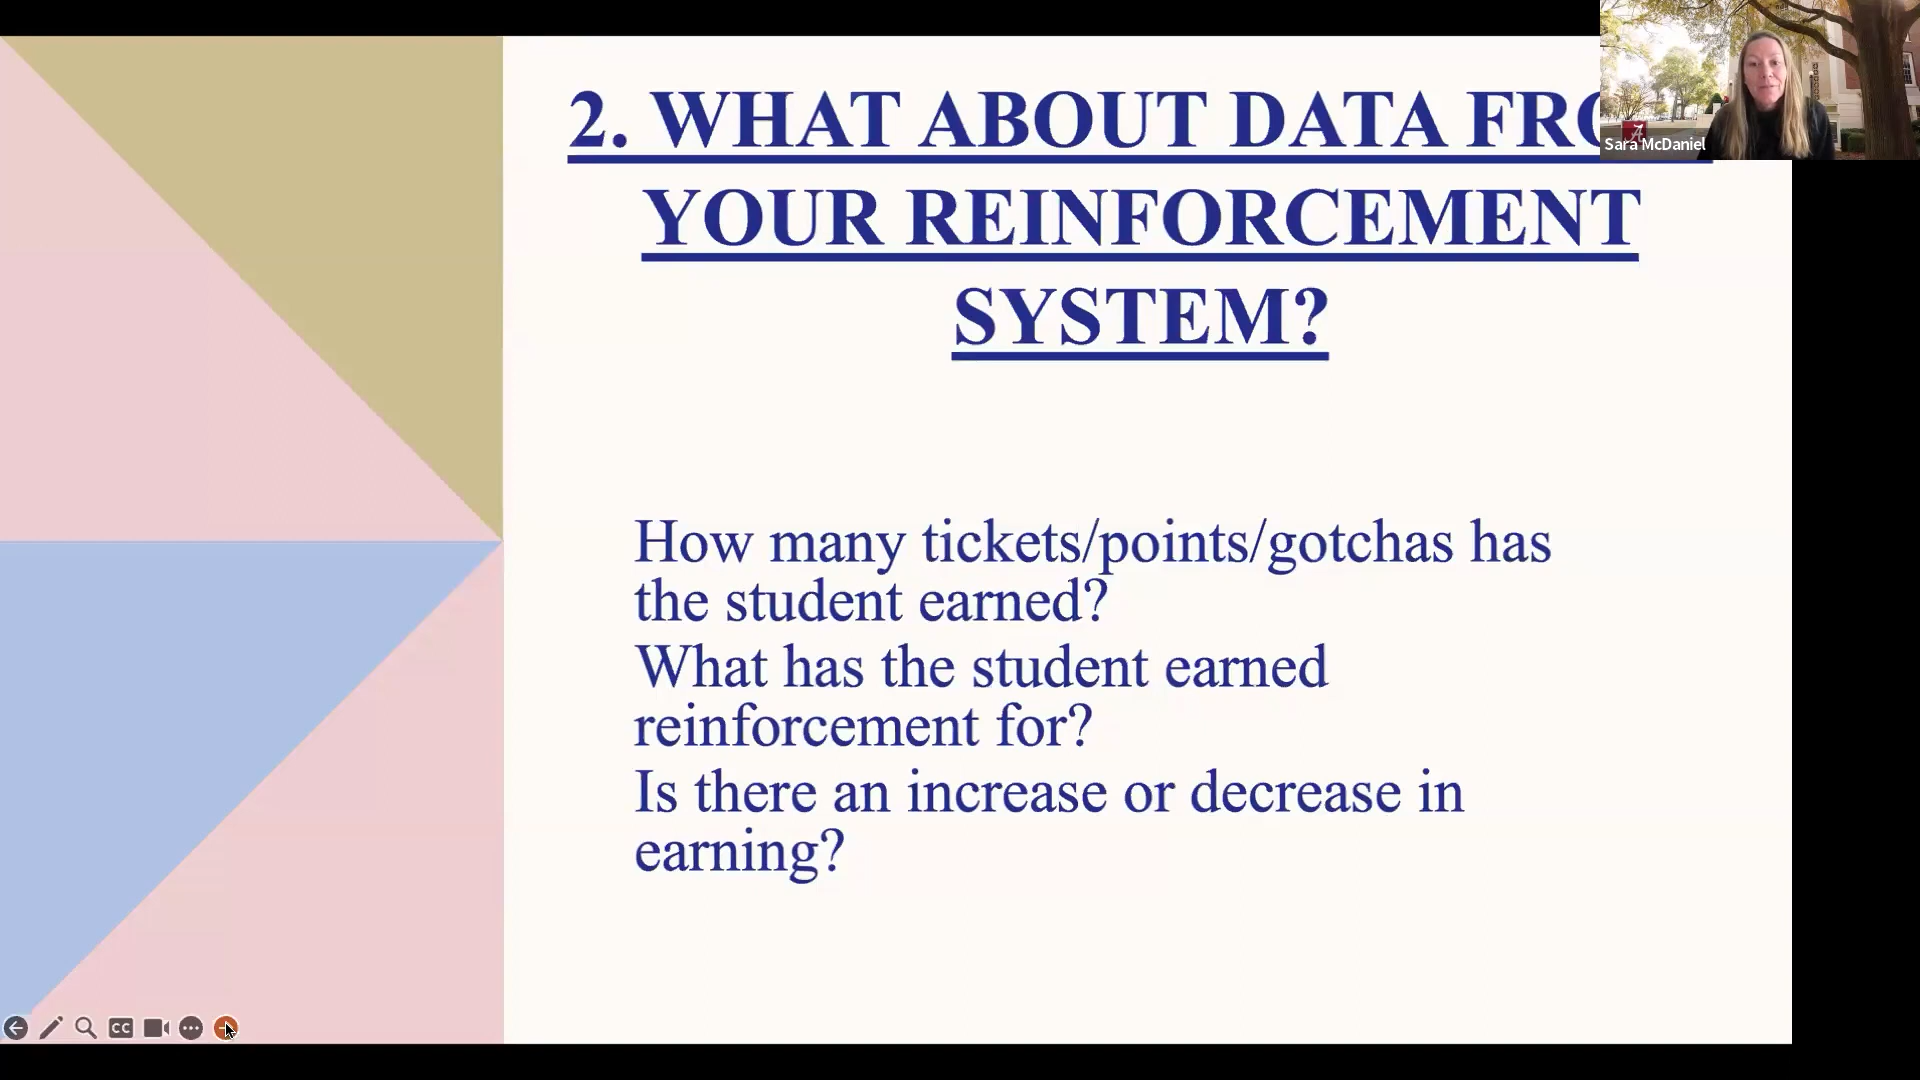 2. WHAT ABOUT DATA
YOUR REINFORCEMENT
SYSTEM?
Sara McDaniel
How many tickets/points/gotchas has
the student earned?
What has the student earned
reinforcement for?
Is there an increase or decrease in
earning?
CC